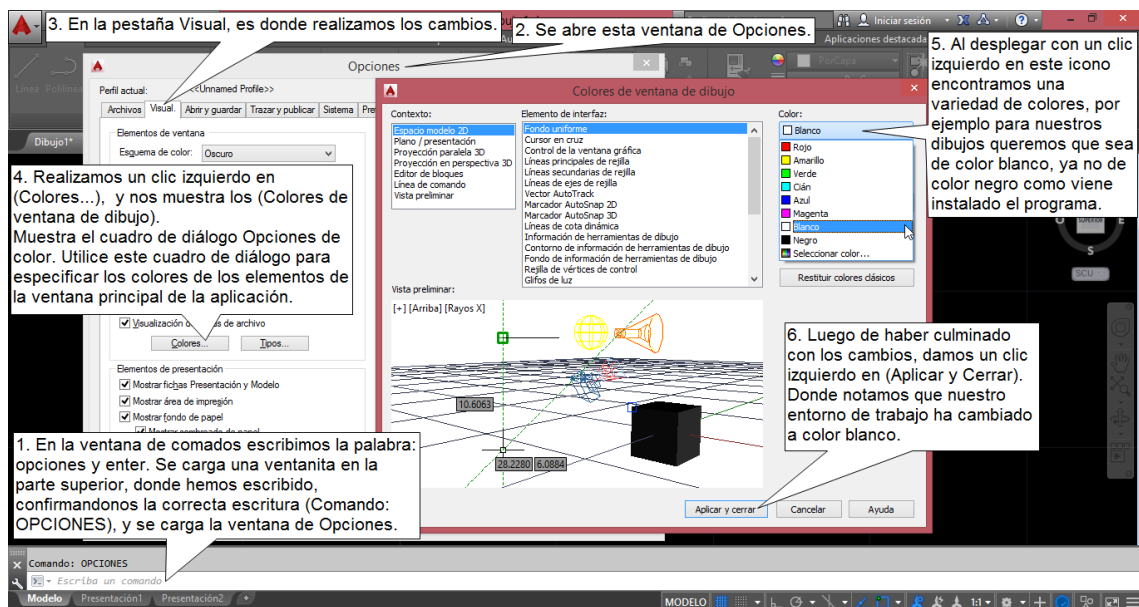 3. En la pestaña Visual, es donde realizamos los cambios.
2. Se abre esta ventana de Opciones.
Iniciar sesión
Aplicaciones destacada
5. Al desplegar con un clic
izquierdo en este icono
encontramos una
variedad de colores, por
ejemplo para nuestros
dibujos queremos que sea
de color blanco, ya no de
color negro como viene
instalado el programa.
Línea
PorCapa
Dibujo1*
Opciones
Perfil actual:
<<Unnamed Profile>>
Archivos
Visual.
Abrir y guardar
Trazar y publicar
Sistema
Elementos de ventana
Esquema de color:
Oscuro
4. Realizamos un clic izquierdo en
(Colores...), y nos muestra los (Colores de
ventana de dibujo).
Muestra el cuadro de diálogo Opciones de
color. Utilice este cuadro de diálogo para
especificar los colores de los elementos de
la ventana principal de la aplicación.
Visualización
de archivo
Colores...
Tipos...
Elementos de presentación
Mostrar fichas Presentación y Modelo
Mostrar área de impresión
Mostrar fondo de papel
1. En la ventana de comados escribimos la palabra:
opciones y enter. Se carga una ventanita en la
parte superior, donde hemos escribido,
confirmandonos la correcta escritura (Comando:
OPCIONES), y se carga la ventana de Opciones.
Colores de ventana de dibujo
Contexto:
Espacio modelo 2D
Plano / presentación
Proyección paralela 3D
Proyección en perspectiva 3D
Editor de bloques
Línea de comando
Vista preliminar
Elemento de interfaz:
Fondo uniforme
Cursor en cruz
Control de la ventana gráfica
Líneas principales de rejilla
Líneas secundarias de rejilla
Líneas de ejes de rejilla
Vector AutoTrack
Marcador AutoSnap 2D
Marcador AutoSnap 3D
Líneas de cota dinámica
Información de herramientas de dibujo
Contorno de información de herramientas de dibujo
Fondo de información de herramientas de dibujo
Rejilla de vértices de control
Glifos de luz
Color:
Blanco
Rojo
Amarillo
Verde
Cián
Azul
Magenta
Blanco
Negro
Seleccionar color...
Restituir colores clásicos
Vista preliminar:
[+] [Arriba] [Rayos X]
10.6063
28.2280
6.0884
6. Luego de haber culminado
con los cambios, damos un clic
izquierdo en (Aplicar y Cerrar).
Donde notamos que nuestro
entorno de trabajo ha cambiado
a color blanco.
Aplicar y cerrar
Cancelar
Ayuda
E
S
SCU
Comando: OPCIONES
Escriba un comando
Modelo
Presentación1
Presentación2
+
MODELO
1:1